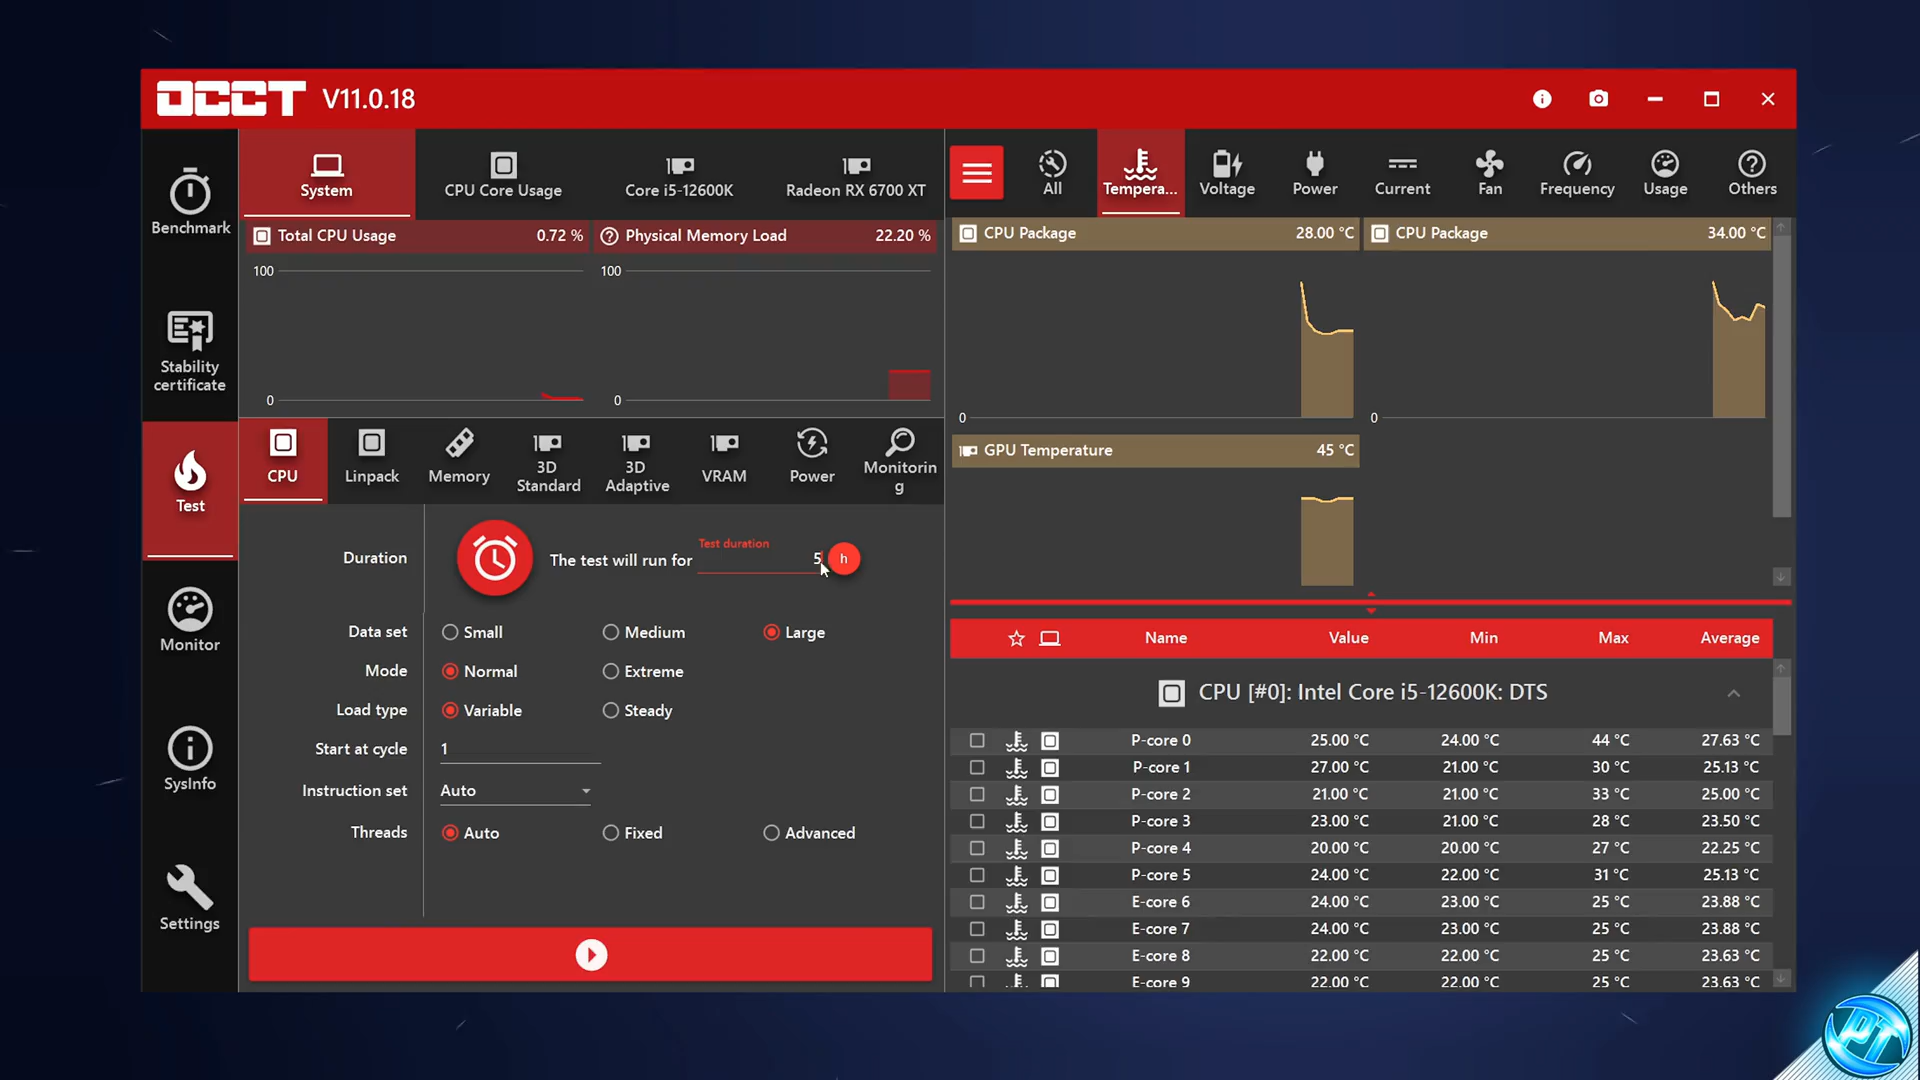 OCCT V11.0.18
Benchmark
Stability
certificate
Test
Monitor
SysInfo
Settings
System
CPU Core Usage
Core i5-12600K
Radeon RX 6700 XT
Total CPU Usage 0.72 %
Physical Memory Load 22.20 %
100
0
100
0
CPU
Linpack
Memory
3D
Standard
3D
Adaptive
VRAM
Power
Monitorin
g
Duration
The test will run for
Test duration
5
h
Data set Small Medium Large
Mode Normal Extreme
Load type Variable Steady
Start at cycle 1
Instruction set Auto
Threads Auto Fixed Advanced
All
Tempera...
Voltage
Power
Current
Fan
Frequency
Usage
Others
CPU Package 28.00 °C
CPU Package 34.00 °C
0
0
GPU Temperature 45 °C
Name Value Min Max Average
CPU [#0]: Intel Core i5-12600K: DTS
P-core 0 25.00 °C 24.00 °C 44 °C 27.63 °C
P-core 1 27.00 °C 21.00 °C 30 °C 25.13 °C
P-core 2 21.00 °C 21.00 °C 33 °C 25.00 °C
P-core 3 23.00 °C 21.00 °C 28 °C 23.50 °C
P-core 4 20.00 °C 20.00 °C 27 °C 22.25 °C
P-core 5 24.00 °C 22.00 °C 31 °C 25.13 °C
E-core 6 24.00 °C 23.00 °C 25 °C 23.88 °C
E-core 7 24.00 °C 23.00 °C 25 °C 23.88 °C
E-core 8 22.00 °C 22.00 °C 25 °C 23.63 °C
E-core 9 22.00 °C 22.00 °C 25 °C 23.63 °C
PT